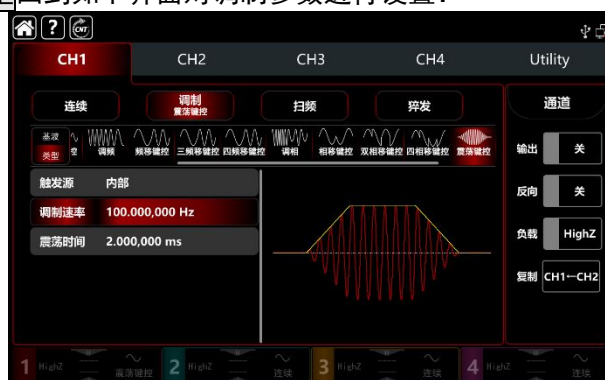 回到如下界面对调制参数进行设置:
? CNT
CH1 CH2 CH3 CH4 Utility
连续 调制 扫频 猝发 通道
震荡键控
基波 类型 调频 频移键控 三频移键控 四频移键控 调相 相移键控 双相移键控 四相移键控 震荡键控
输出 关
触发源 内部
反向 关
调制速率 100.000,000 Hz
负载 HighZ
震荡时间 2.000,000 ms
复制 CH1←CH2
1 HighZ 震荡键控 2 HighZ 连续 3 HighZ 连续 4 HighZ 连续